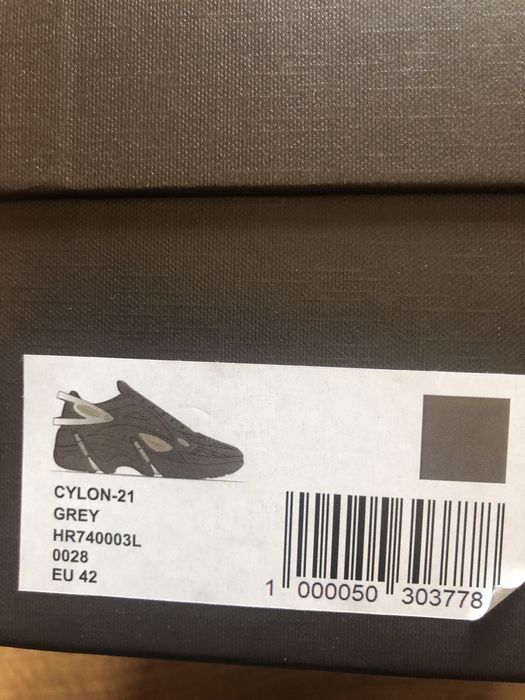 CYLON-21
GREY
HR740003L
0028
EU 42
1 000050 303778